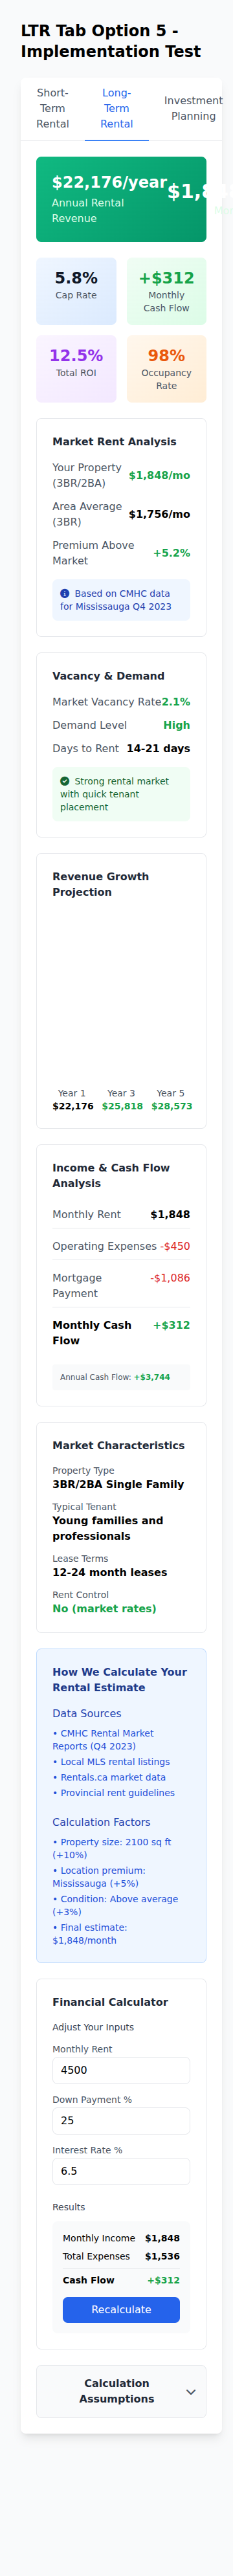 LTR Tab Option 5 -
Implementation Test
Short-
Term
Rental
Long-
Term
Rental
Investment
Planning
$22,176/year
Annual Rental
Revenue
5.8%
Cap Rate
+$312
Monthly
Cash Flow
12.5%
Total ROI
98%
Occupancy
Rate
Market Rent Analysis
Your Property
(3BR/2BA)
$1,848/mo
Area Average
(3BR)
$1,756/mo
Premium Above
Market
+5.2%
Based on CMHC data
for Mississauga Q4 2023
Vacancy & Demand
Market Vacancy Rate 2.1%
Demand Level High
Days to Rent 14-21 days
Strong rental market
with quick tenant
placement
Revenue Growth
Projection
Year 1
$22,176
Year 3
$25,818
Year 5
$28,573
Income & Cash Flow
Analysis
Monthly Rent $1,848
Operating Expenses -$450
Mortgage
Payment
-$1,086
Monthly Cash
Flow
+$312
Annual Cash Flow: +$3,744
Market Characteristics
Property Type
3BR/2BA Single Family
Typical Tenant
Young families and
professionals
Lease Terms
12-24 month leases
Rent Control
No (market rates)
How We Calculate Your
Rental Estimate
Data Sources
• CMHC Rental Market
Reports (Q4 2023)
• Local MLS rental listings
• Rentals.ca market data
• Provincial rent guidelines
Calculation Factors
• Property size: 2100 sq ft
(+10%)
• Location premium:
Mississauga (+5%)
• Condition: Above average
(+3%)
• Final estimate:
$1,848/month
Financial Calculator
Adjust Your Inputs
Monthly Rent
4500
Down Payment %
25
Interest Rate %
6.5
Results
Monthly Income $1,848
Total Expenses $1,536
Cash Flow +$312
Recalculate
Calculation
Assumptions